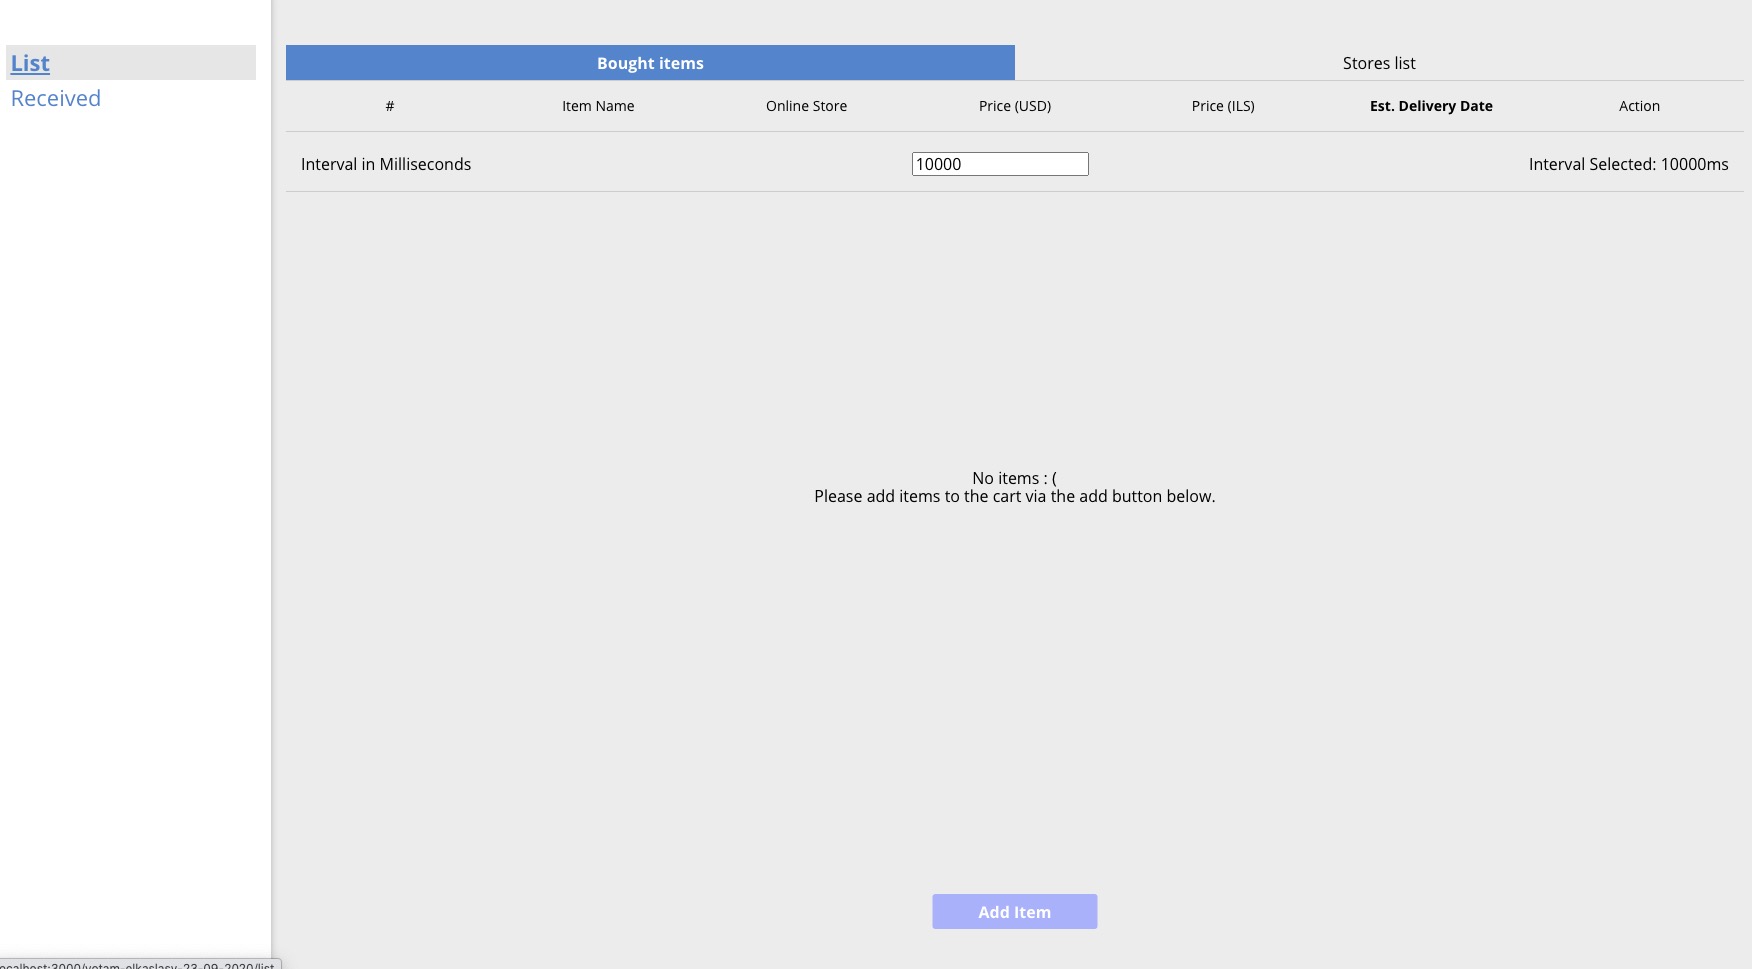 List
Received
Bought items
Stores list
# Item Name Online Store Price (USD) Price (ILS) Est. Delivery Date Action
Interval in Milliseconds 10000 Interval Selected: 10000ms
No items : (
Please add items to the cart via the add button below.
Add Item
ocalhost:3000/yotam-elkaslasy-23-09-2020/list